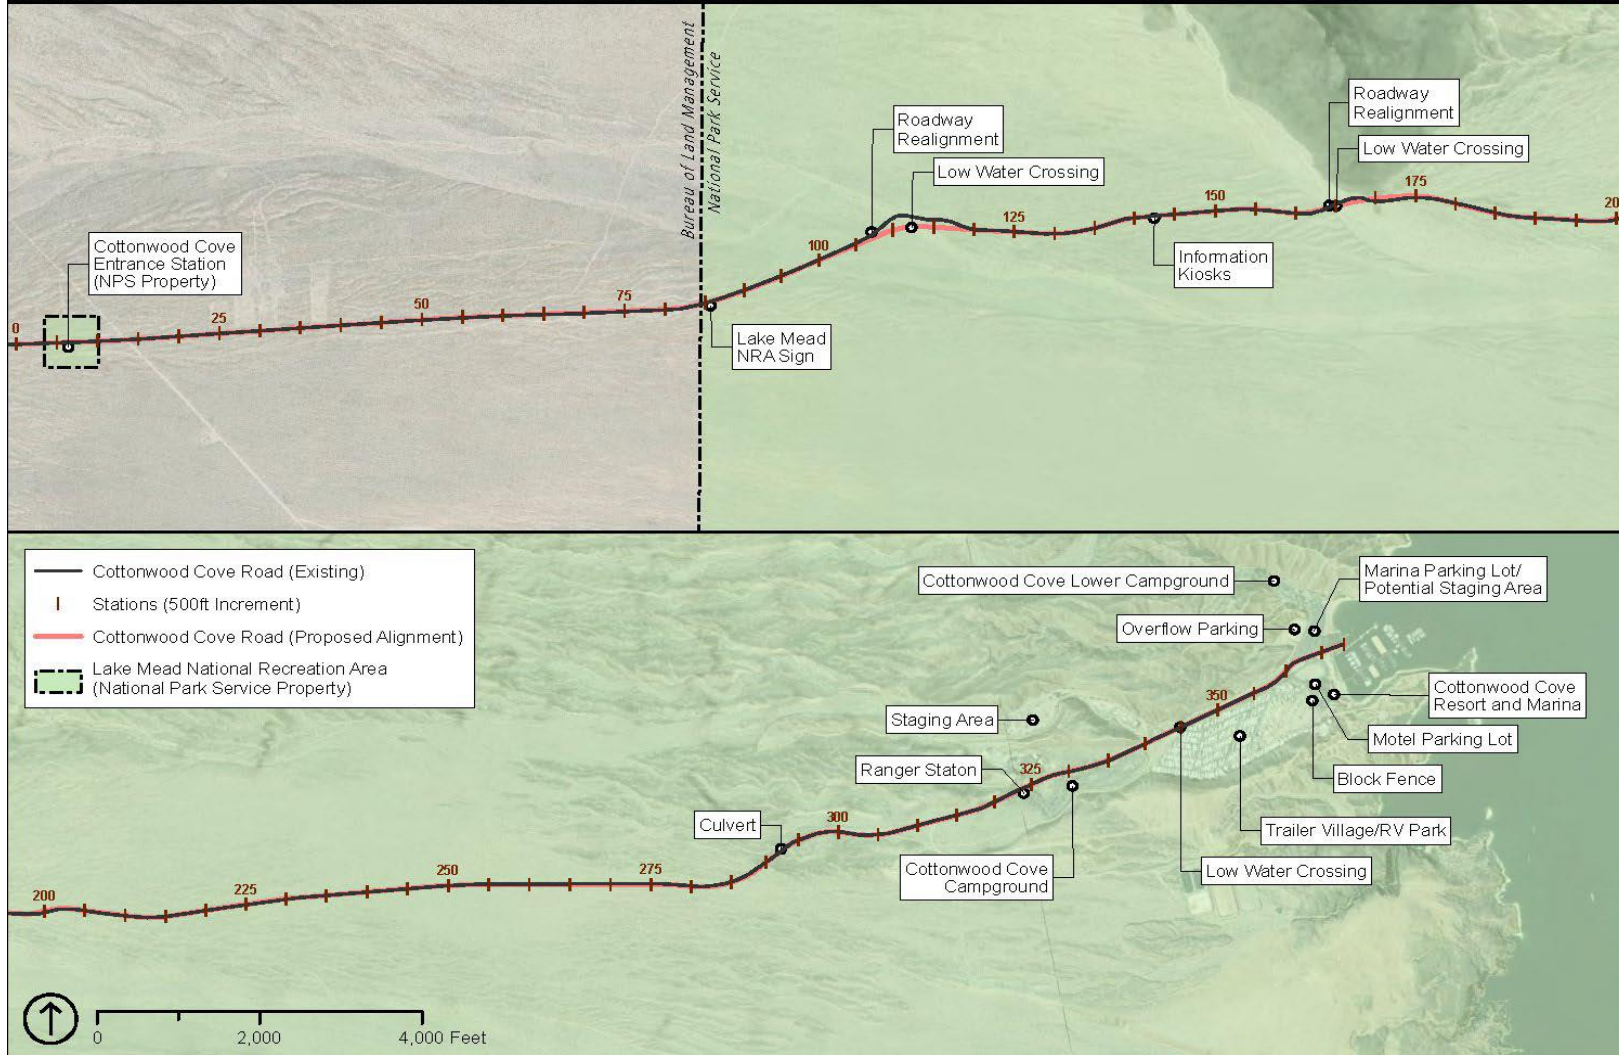 Bureau of Land Management
National Park Service
Roadway
Realignment
Low Water Crossing
Roadway
Realignment
Low Water Crossing
Cottonwood Cove
Entrance Station
(NPS Property)
Information
Kiosks
Lake Mead
NRA Sign
0
25
50
75
100
125
150
175
200
Cottonwood Cove Road (Existing)
Stations (500ft Increment)
Cottonwood Cove Road (Proposed Alignment)
Lake Mead National Recreation Area
(National Park Service Property)
Cottonwood Cove Lower Campground
Marina Parking Lot/
Potential Staging Area
Overflow Parking
Staging Area
Cottonwood Cove
Resort and Marina
Motel Parking Lot
Ranger Staton
Block Fence
Culvert
Trailer Village/RV Park
Cottonwood Cove
Campground
Low Water Crossing
200
225
250
275
300
325
350
0
2,000
4,000 Feet